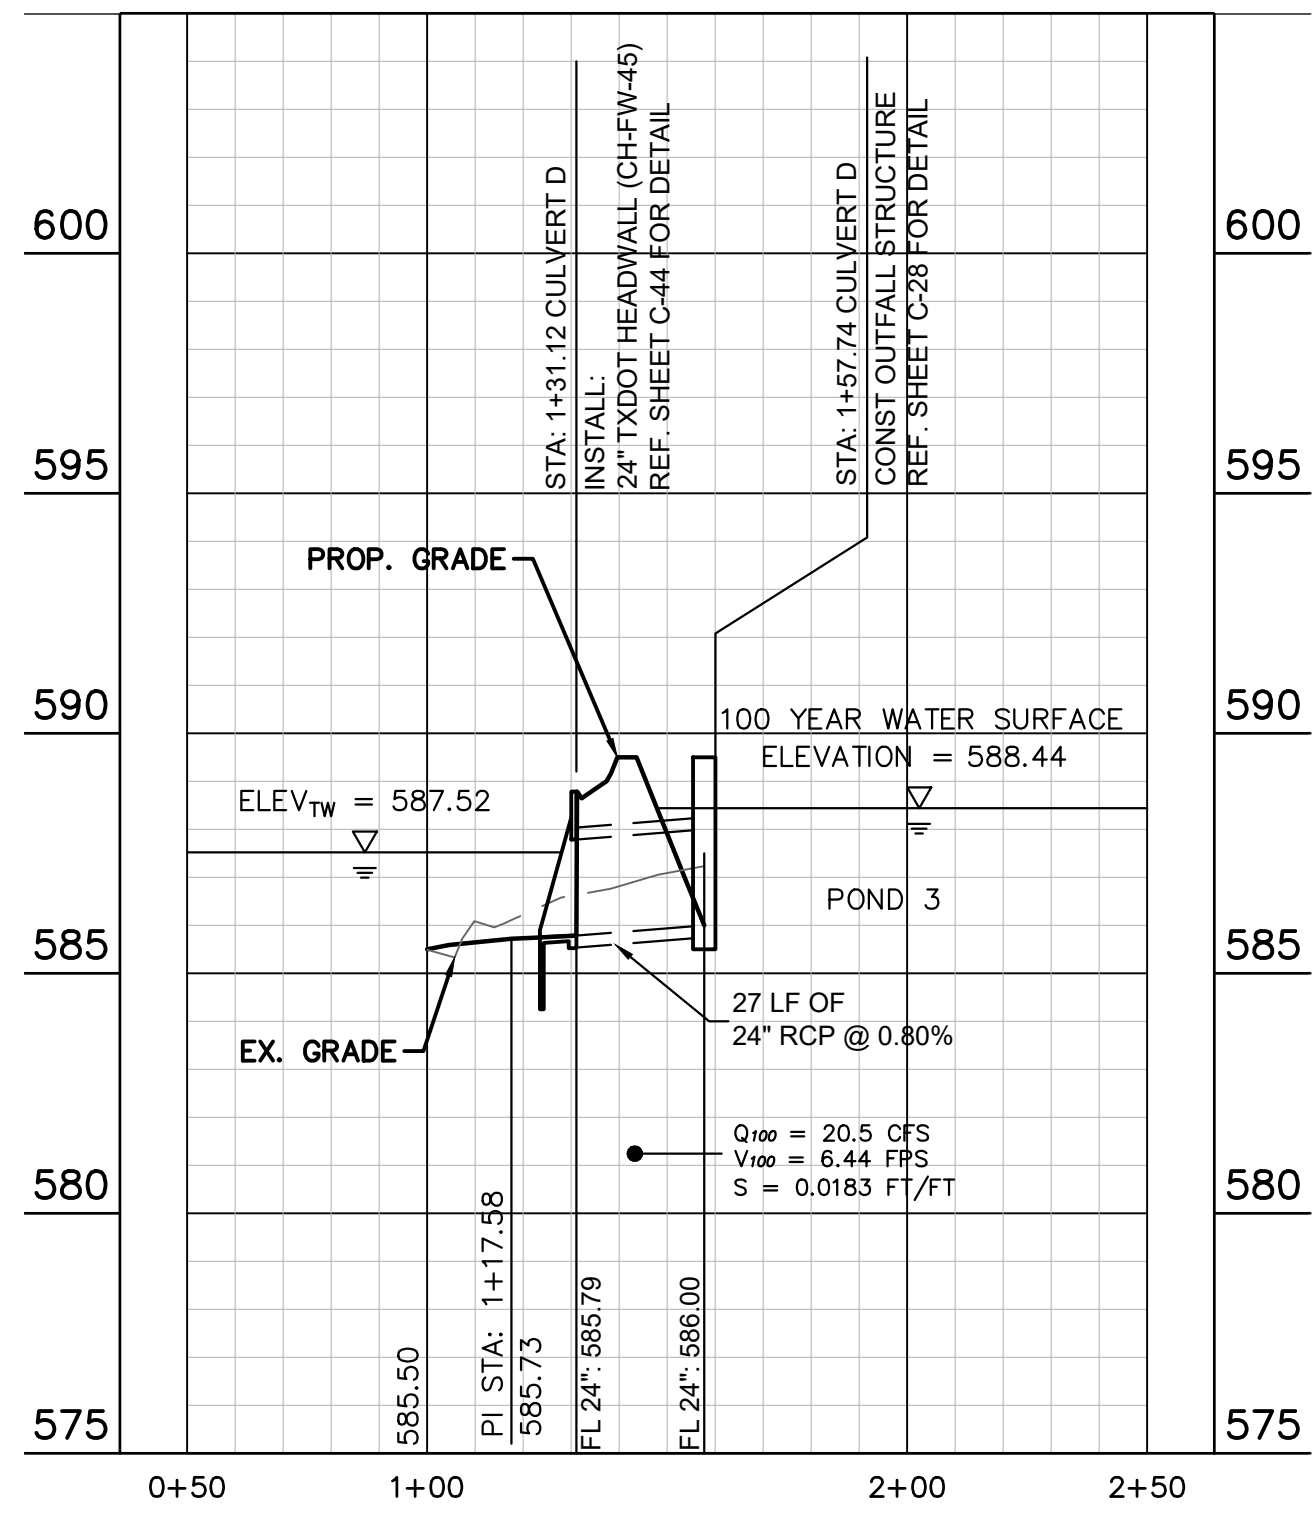 STA: 1+31.12 CULVERT D
INSTALL:
24" TXDOT HEADWALL (CH-FW-45)
REF. SHEET C-44 FOR DETAIL
STA: 1+57.74 CULVERT D
CONST OUTFALL STRUCTURE
REF. SHEET C-28 FOR DETAIL
600
600
595
595
PROP. GRADE
590
590
100 YEAR WATER SURFACE
ELEVATION = 588.44
ELEVTW = 587.52
POND 3
585
585
27 LF OF
24" RCP @ 0.80%
EX. GRADE
Q100 = 20.5 CFS
V100 = 6.44 FPS
S = 0.0183 FT/FT
580
580
585.50
PI STA: 1+17.58
585.73
FL 24": 585.79
FL 24": 586.00
575
575
0+50
1+00
2+00
2+50